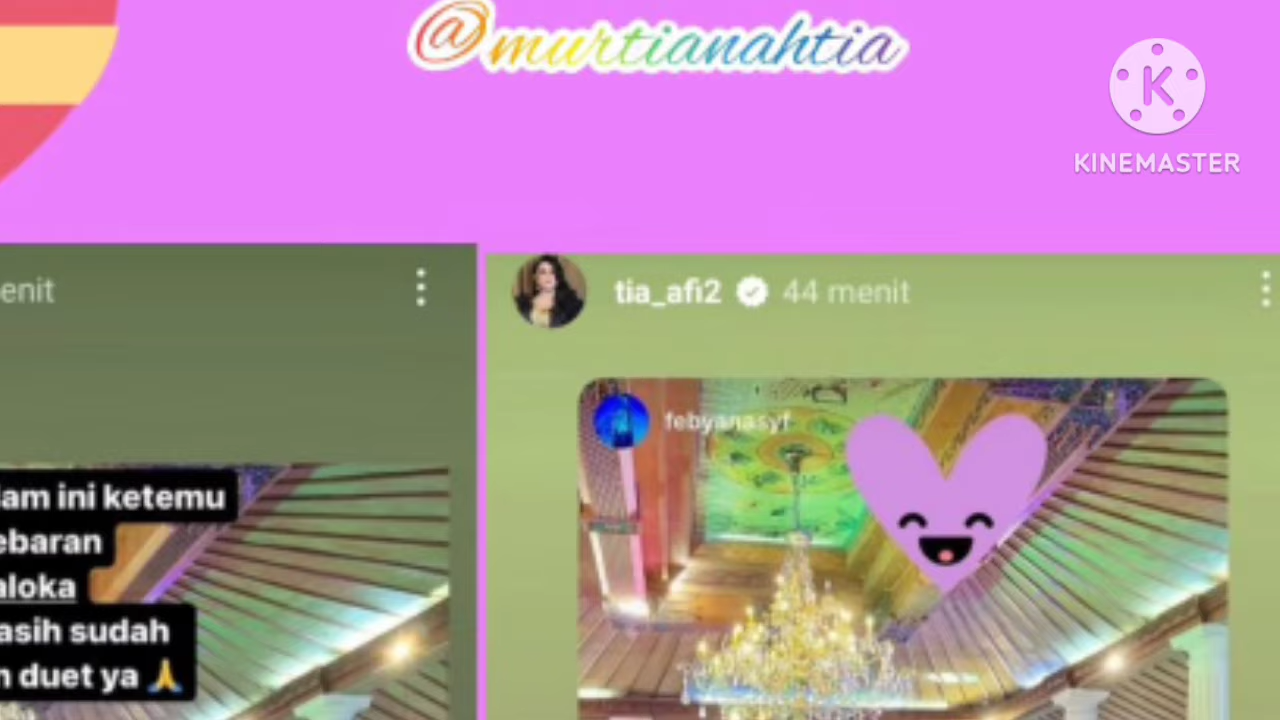 @murtianahtia
K
KINEMASTER
enit
tia_afi2 44 menit
febyanasyf
lam ini ketemu
ebaran
aloka
asih sudah
n duet ya 🙏